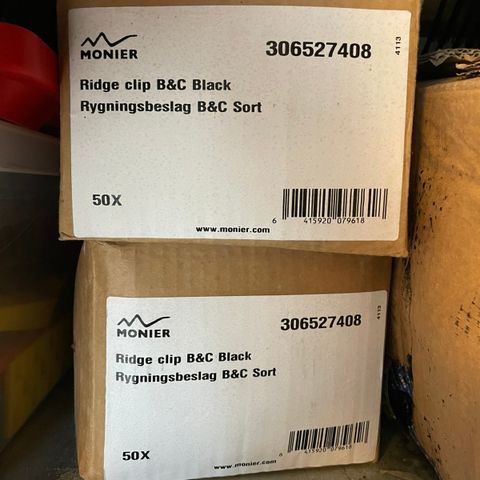 MONIER
306527408
4113
Ridge clip B&C Black
Rygningsbeslag B&C Sort
50X
6 415920 079618
www.monier.com
MONIER
306527408
4113
Ridge clip B&C Black
Rygningsbeslag B&C Sort
50X
6 415920 079618
www.monier.com